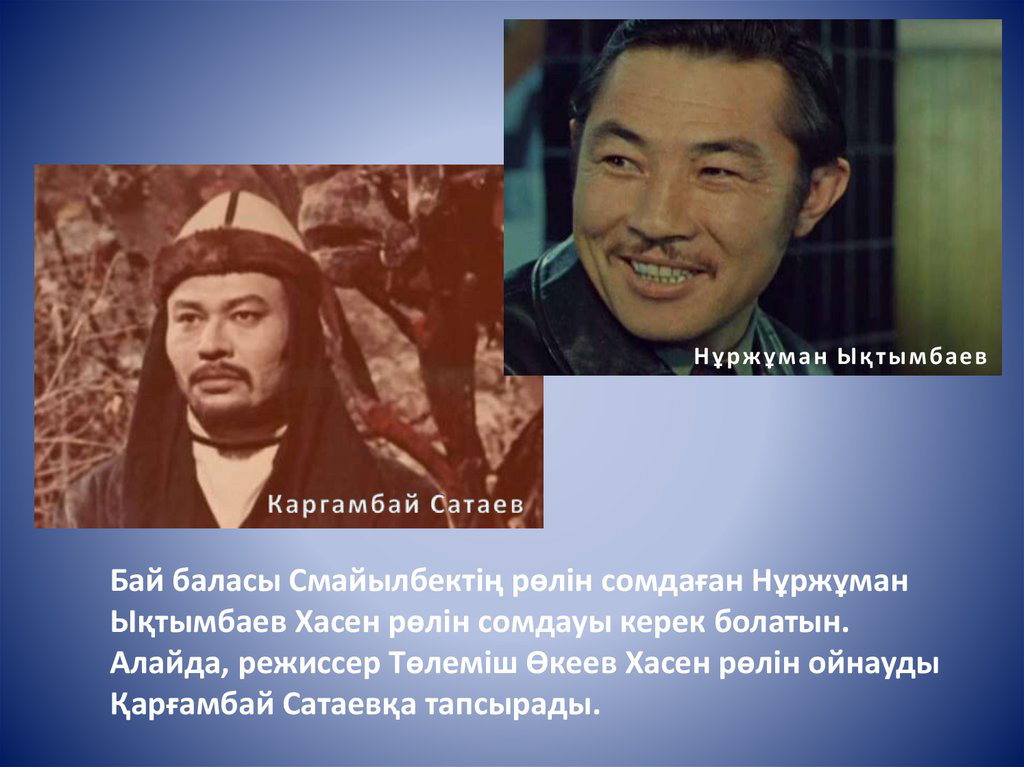 Нұржұман Ықтымбаев
Каргамбай Сатаев
Бай баласы Смайылбектің рөлін сомдаған Нұржұман
Ықтымбаев Хасен рөлін сомдауы керек болатын.
Алайда, режиссер Төлеміш Өкеев Хасен рөлін ойнауды
Қарғамбай Сатаевқа тапсырады.